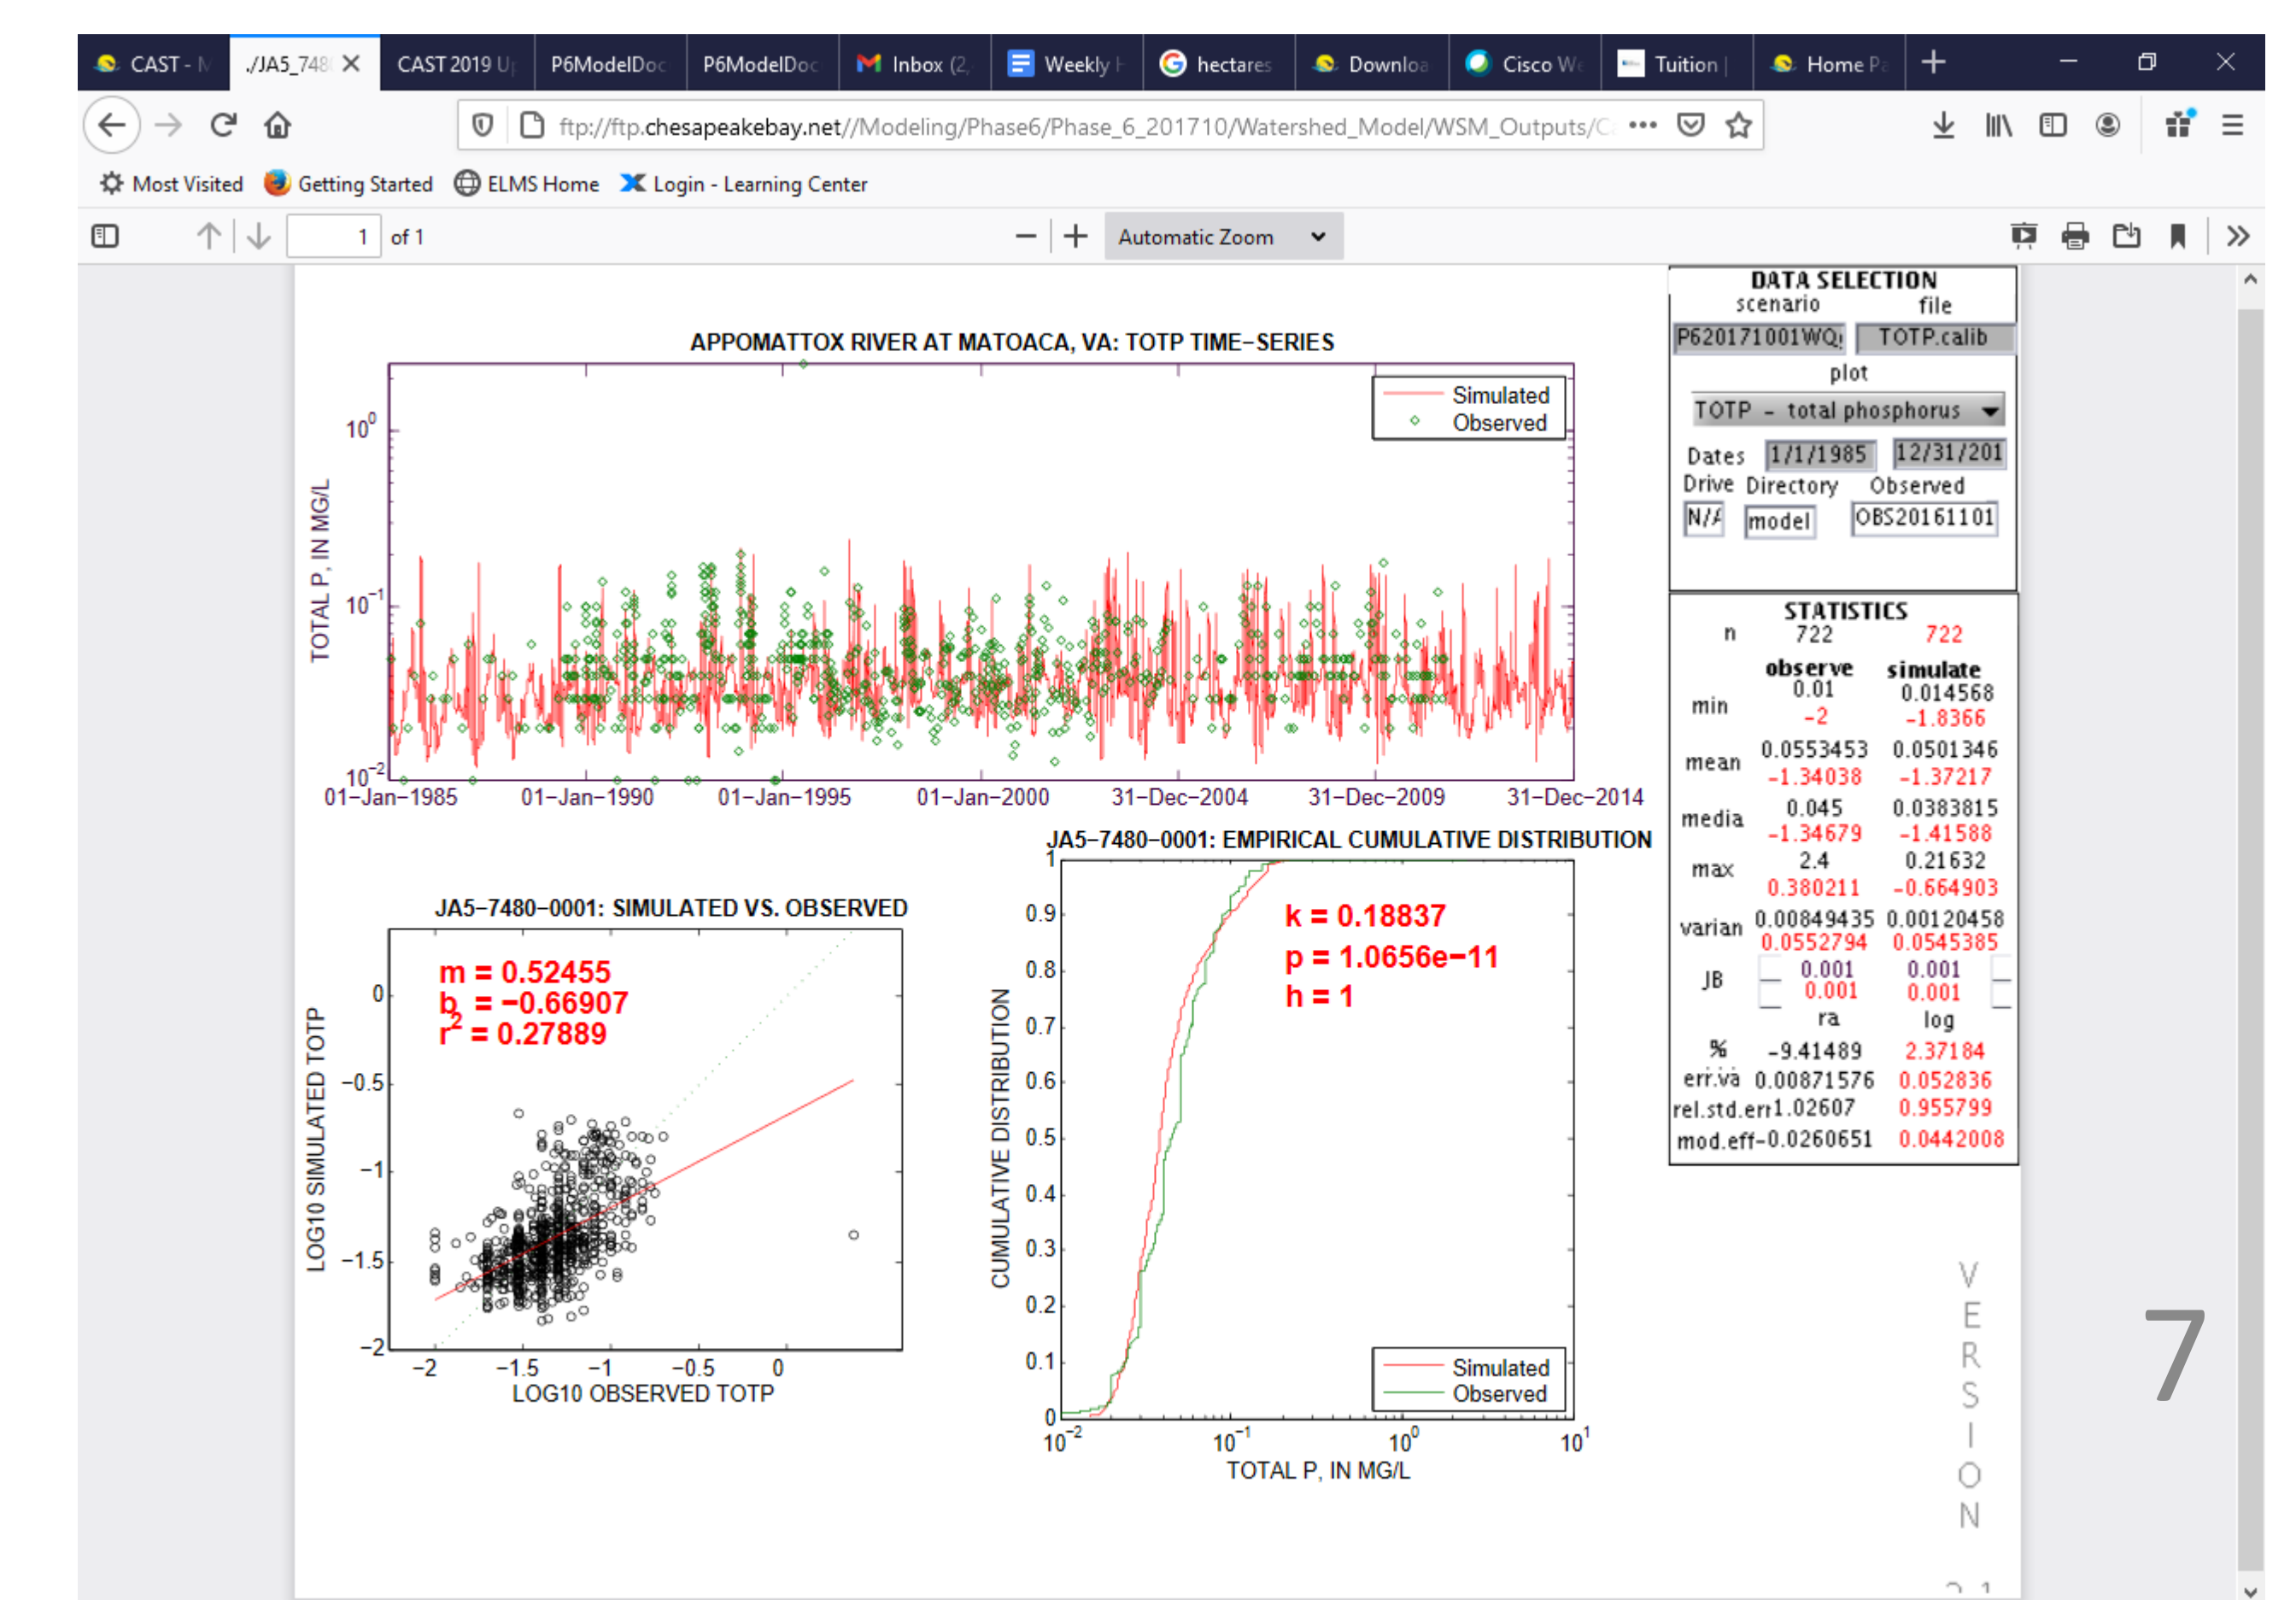 CAST - M ./JA5_748 CAST 2019 U P6ModelDoc P6ModelDoc Inbox (2, Weekly H hectares Downloa Cisco We Tuition | Home Pa
ftp://ftp.chesapeakebay.net//Modeling/Phase6/Phase_6_201710/Watershed_Model/WSM_Outputs/C
Most Visited Getting Started ELMS Home Login - Learning Center
1 of 1 Automatic Zoom
APPOMATTOX RIVER AT MATOACA, VA: TOTP TIME−SERIES
TOTAL P, IN MG/L
10^0
10^−1
10^−2
Simulated
Observed
01−Jan−1985 01−Jan−1990 01−Jan−1995 01−Jan−2000 31−Dec−2004 31−Dec−2009 31−Dec−2014
JA5−7480−0001: SIMULATED VS. OBSERVED
m = 0.52455
b = −0.66907
r^2 = 0.27889
LOG10 SIMULATED TOTP
0
−0.5
−1
−1.5
−2
−2 −1.5 −1 −0.5 0
LOG10 OBSERVED TOTP
JA5−7480−0001: EMPIRICAL CUMULATIVE DISTRIBUTION
k = 0.18837
p = 1.0656e−11
h = 1
CUMULATIVE DISTRIBUTION
1
0.9
0.8
0.7
0.6
0.5
0.4
0.3
0.2
0.1
0
Simulated
Observed
10^−2 10^−1 10^0 10^1
TOTAL P, IN MG/L
DATA SELECTION
scenario file
P620171001WQ TOTP.calib
plot
TOTP - total phosphorus
Dates 1/1/1985 12/31/201
Drive Directory Observed
N/A model OBS20161101
STATISTICS
n 722 722
observe simulate
min 0.01 0.014568
-2 -1.8366
mean 0.0553453 0.0501346
-1.34038 -1.37217
media 0.045 0.0383815
-1.34679 -1.41588
max 2.4 0.21632
0.380211 -0.664903
varian 0.00849435 0.00120458
0.0552794 0.0545385
JB 0.001 0.001
0.001 0.001
ra log
% -9.41489 2.37184
err.va 0.00871576 0.052836
rel.std.err 1.02607 0.955799
mod.eff -0.0260651 0.0442008
VERSION
7